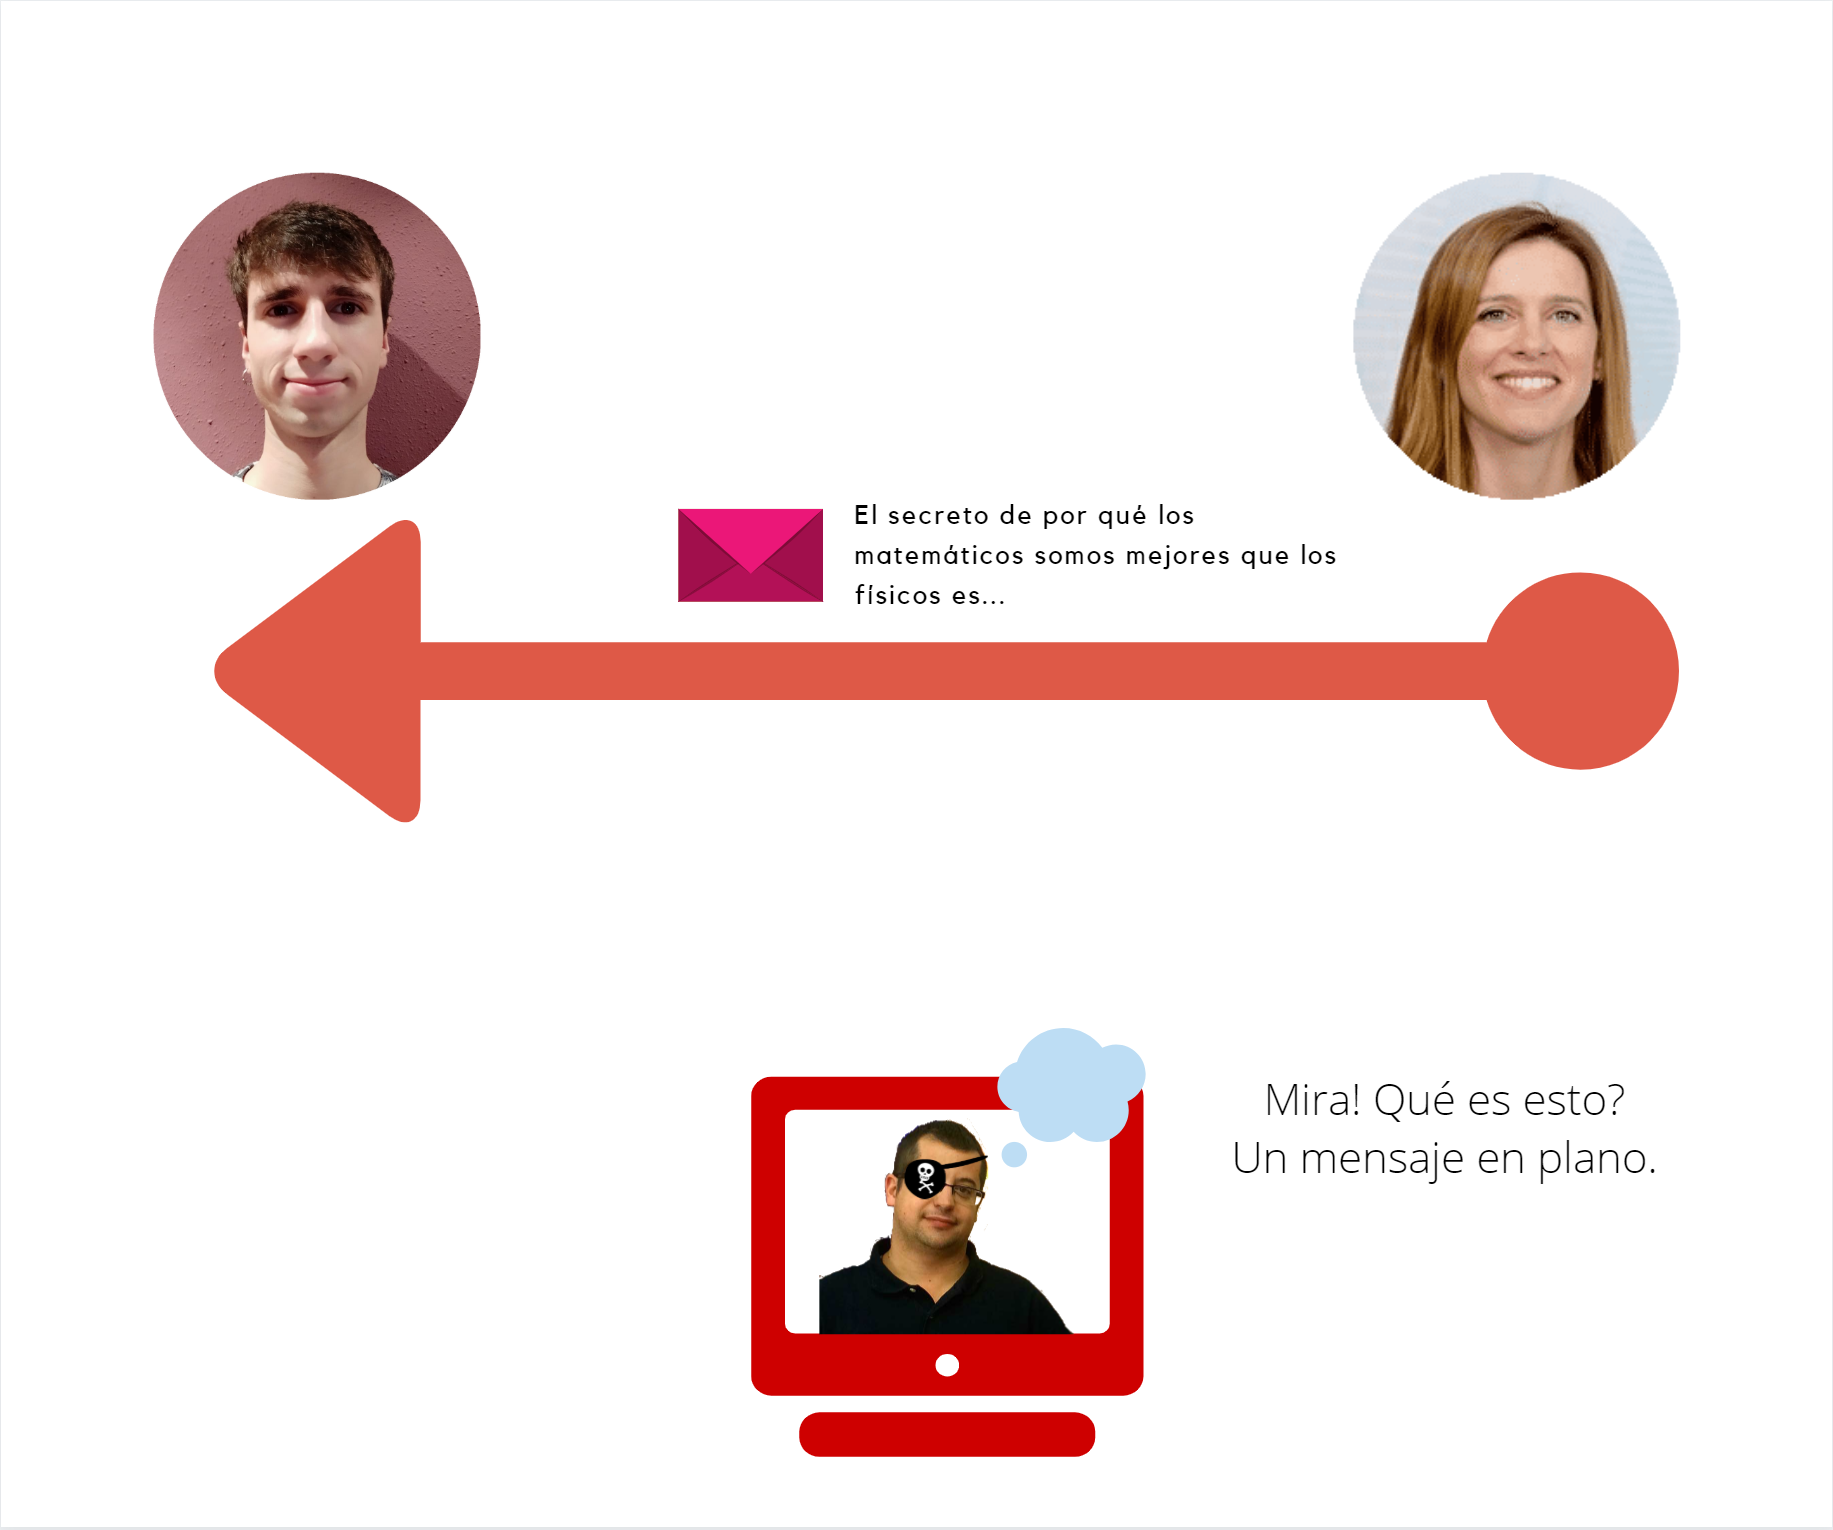 El secreto de por qué los
matemáticos somos mejores que los
físicos es...
Mira! Qué es esto?
Un mensaje en plano.